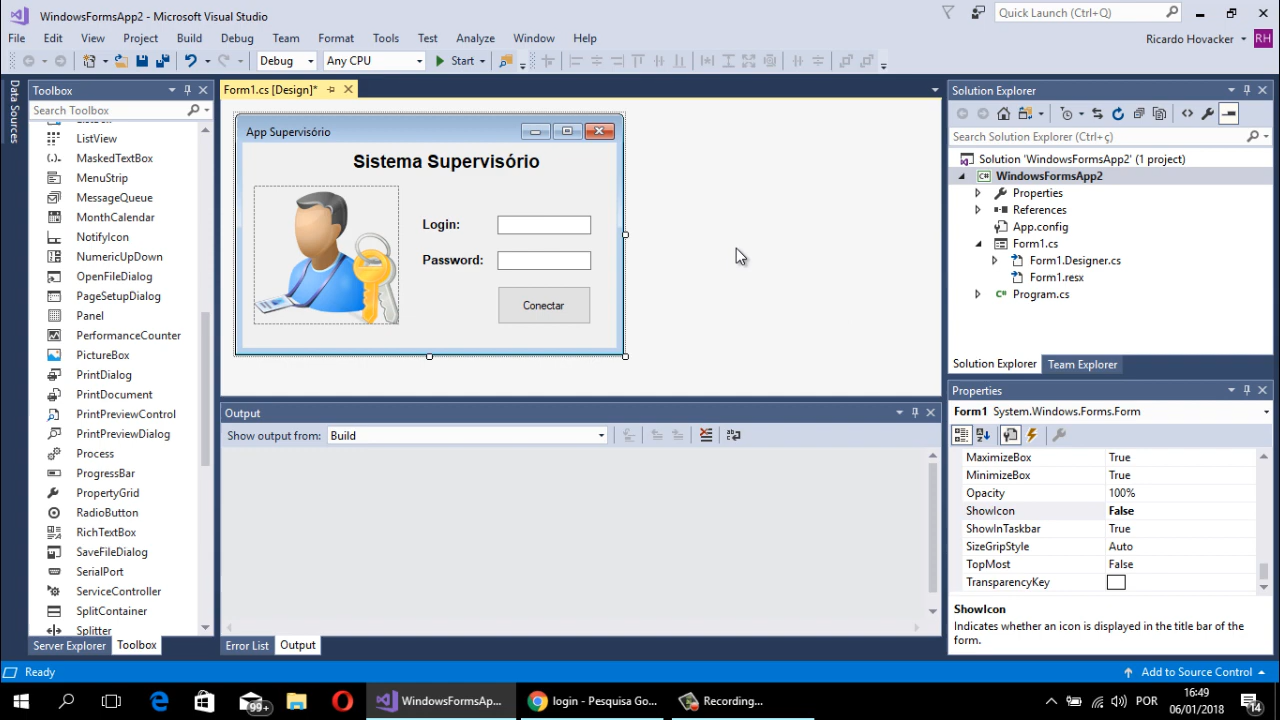 WindowsFormsApp2 - Microsoft Visual Studio
Quick Launch (Ctrl+Q)
File Edit View Project Build Debug Team Format Tools Test Analyze Window Help
Ricardo Hovacker RH
Debug Any CPU Start
Data Sources
Toolbox
Search Toolbox
ListView
MaskedTextBox
MenuStrip
MessageQueue
MonthCalendar
NotifyIcon
NumericUpDown
OpenFileDialog
PageSetupDialog
Panel
PerformanceCounter
PictureBox
PrintDialog
PrintDocument
PrintPreviewControl
PrintPreviewDialog
Process
ProgressBar
PropertyGrid
RadioButton
RichTextBox
SaveFileDialog
SerialPort
ServiceController
SplitContainer
Splitter
Server Explorer Toolbox
Form1.cs [Design]*
App Supervisório
Sistema Supervisório
Login:
Password:
Conectar
Output
Show output from: Build
Error List Output
Solution Explorer
Search Solution Explorer (Ctrl+ç)
Solution 'WindowsFormsApp2' (1 project)
WindowsFormsApp2
Properties
References
App.config
Form1.cs
Form1.Designer.cs
Form1.resx
Program.cs
Solution Explorer Team Explorer
Properties
Form1 System.Windows.Forms.Form
MaximizeBox True
MinimizeBox True
Opacity 100%
ShowIcon False
ShowInTaskbar True
SizeGripStyle Auto
TopMost False
TransparencyKey
ShowIcon
Indicates whether an icon is displayed in the title bar of the
form.
Ready
Add to Source Control
99+
WindowsFormsAp...
login - Pesquisa Go...
Recording...
POR
16:49
06/01/2018
14